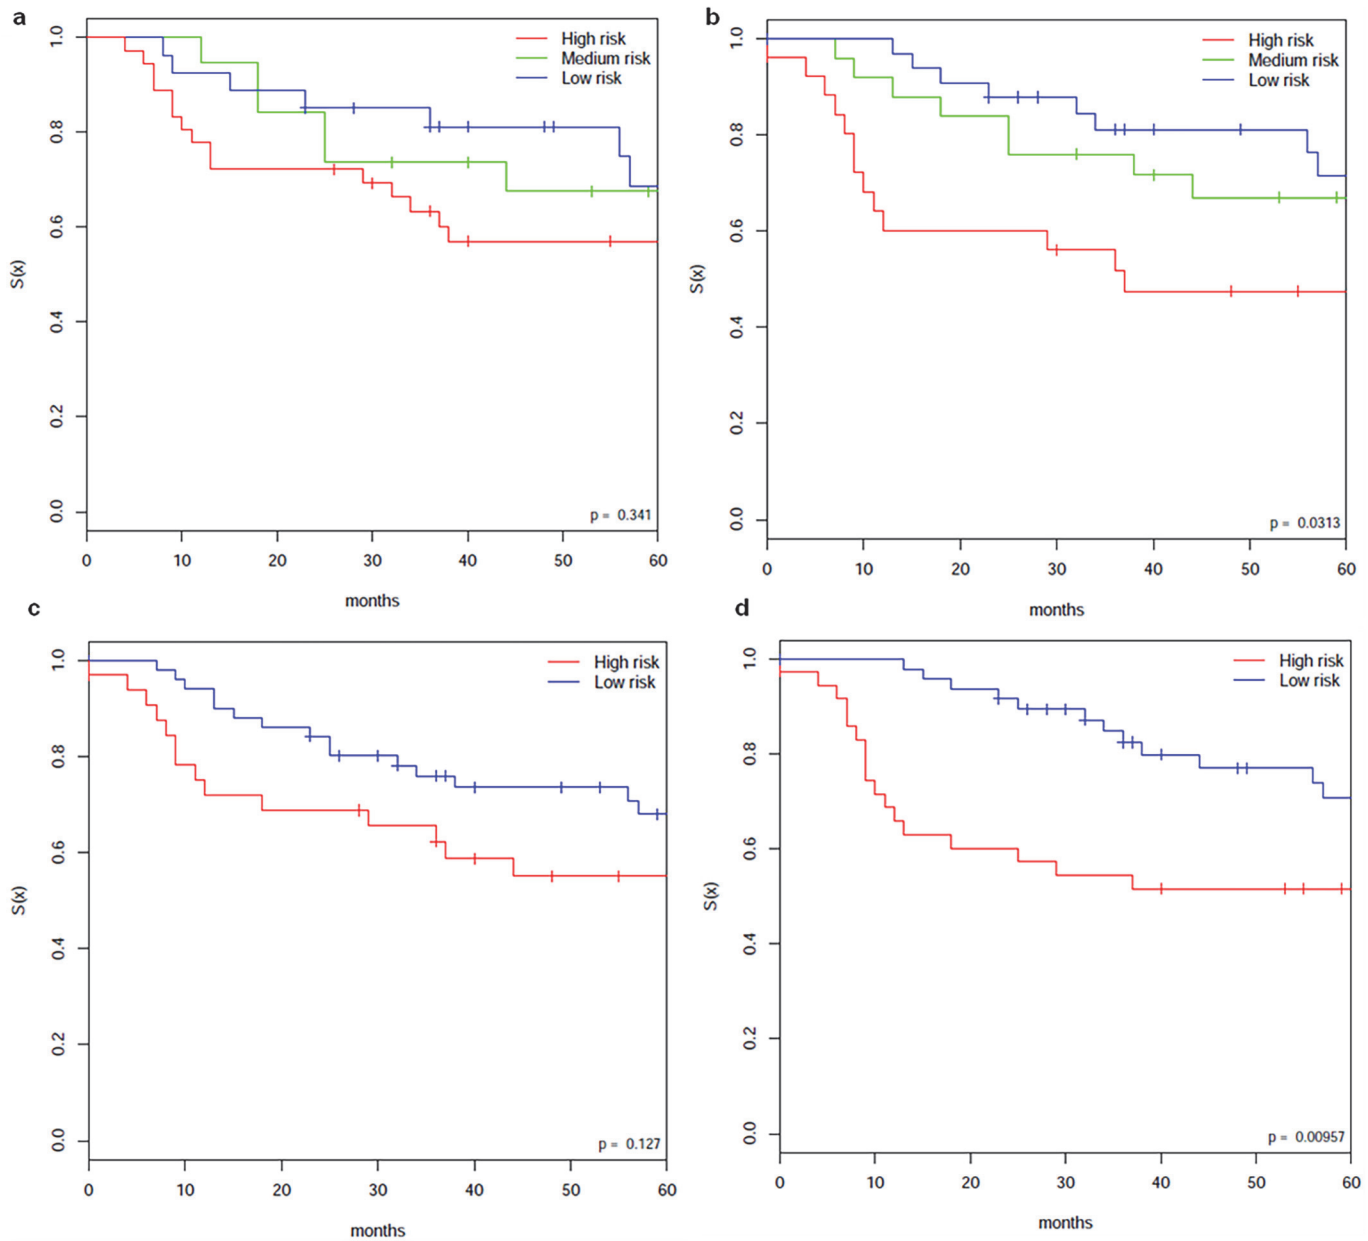 a
1.0
0.8
0.6
0.4
0.2
0.0
S(x)
High risk
Medium risk
Low risk
p = 0.341
0 10 20 30 40 50 60
months
b
1.0
0.8
0.6
0.4
0.2
0.0
S(x)
High risk
Medium risk
Low risk
p = 0.0313
0 10 20 30 40 50 60
months
c
1.0
0.8
0.6
0.4
0.2
0.0
S(x)
High risk
Low risk
p = 0.127
0 10 20 30 40 50 60
months
d
1.0
0.8
0.6
0.4
0.2
0.0
S(x)
High risk
Low risk
p = 0.00957
0 10 20 30 40 50 60
months